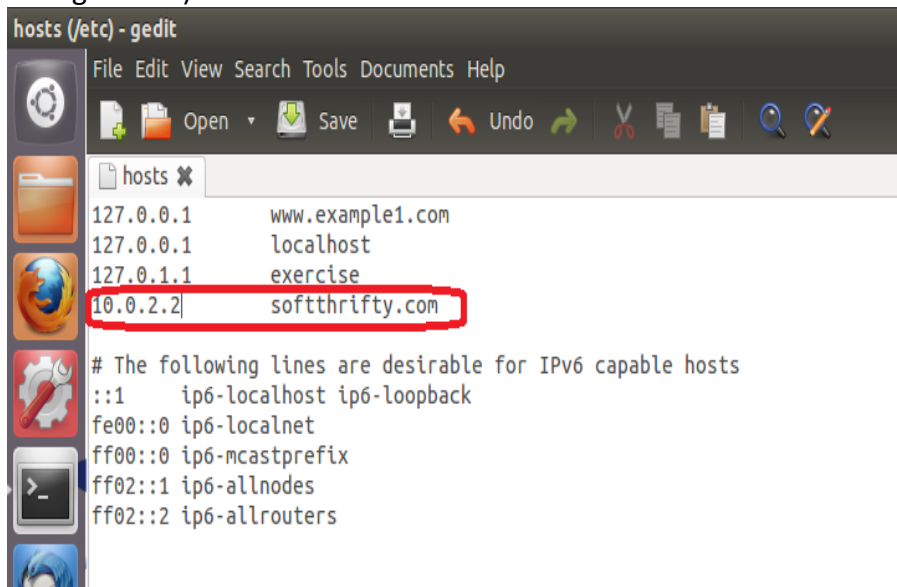 hosts (/etc) - gedit
File Edit View Search Tools Documents Help
Open Save Undo
hosts
127.0.0.1 www.example1.com
127.0.0.1 localhost
127.0.1.1 exercise
10.0.2.2 softthrifty.com
# The following lines are desirable for IPv6 capable hosts
::1 ip6-localhost ip6-loopback
fe00::0 ip6-localnet
ff00::0 ip6-mcastprefix
ff02::1 ip6-allnodes
ff02::2 ip6-allrouters